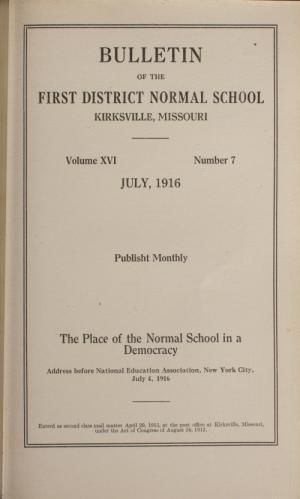 BULLETIN
OF THE
FIRST DISTRICT NORMAL SCHOOL
KIRKSVILLE, MISSOURI
Volume XVI Number 7
JULY, 1916
Publisht Monthly
The Place of the Normal School in a
Democracy
Address before National Education Association, New York City,
July 4, 1916
Enterd as second class mail matter April 29, 1915, at the post office at Kirksville, Missouri,
under the Act of Congress of August 24, 1912.